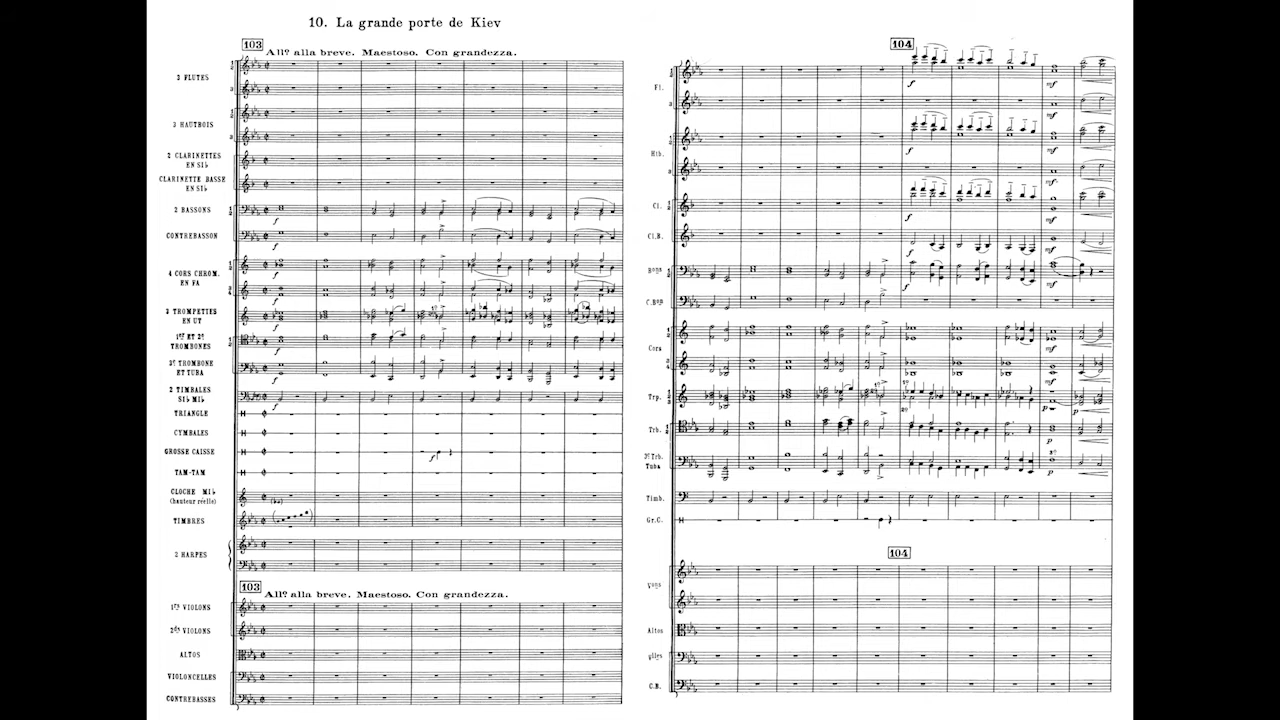 10. La grande porte de Kiev
103 All? alla breve. Maestoso. Con grandezza.
3 FLUTES
3 HAUTBOIS
2 CLARINETTES
EN SI♭
CLARINETTE BASSE
EN SI♭
2 BASSONS
CONTREBASSON
4 CORS CHROM.
EN FA
3 TROMPETTES
EN UT
1er ET 2e
TROMBONES
3e TROMBONE
ET TUBA
2 TIMBALES
SI♭ MI♭
TRIANGLE
CYMBALES
GROSSE CAISSE
TAM-TAM
CLOCHE MI♭
(hauteur réelle)
TIMBRES
2 HARPES
103 Allo alla breve. Maestoso. Con grandezza.
1ers VIOLONS
2ds VIOLONS
ALTOS
VIOLONCELLES
CONTREBASSES
104
Fl.
Htb.
Cl.
Cl.B.
Bons
C.Bon
Cors
Trp.
Trb.
3e Trb.
Tuba
Timb.
Gr.C.
104
Vons
Altos
Vlles
C.B.